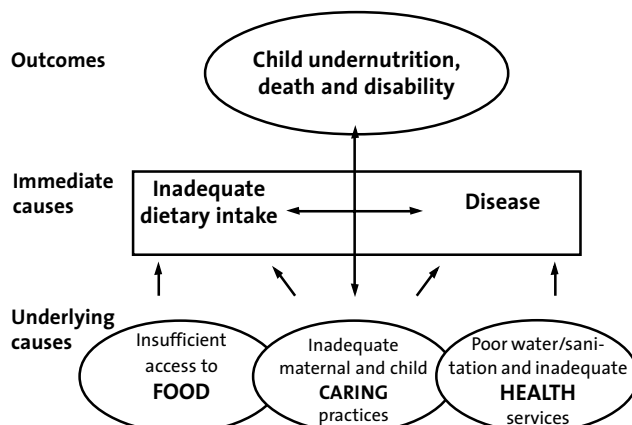 Outcomes
Child undernutrition,
death and disability
Immediate
causes
Inadequate
dietary intake
Disease
Underlying
causes
Insufficient
access to
FOOD
Inadequate
maternal and child
CARING
practices
Poor water/sani-
tation and inadequate
HEALTH
services